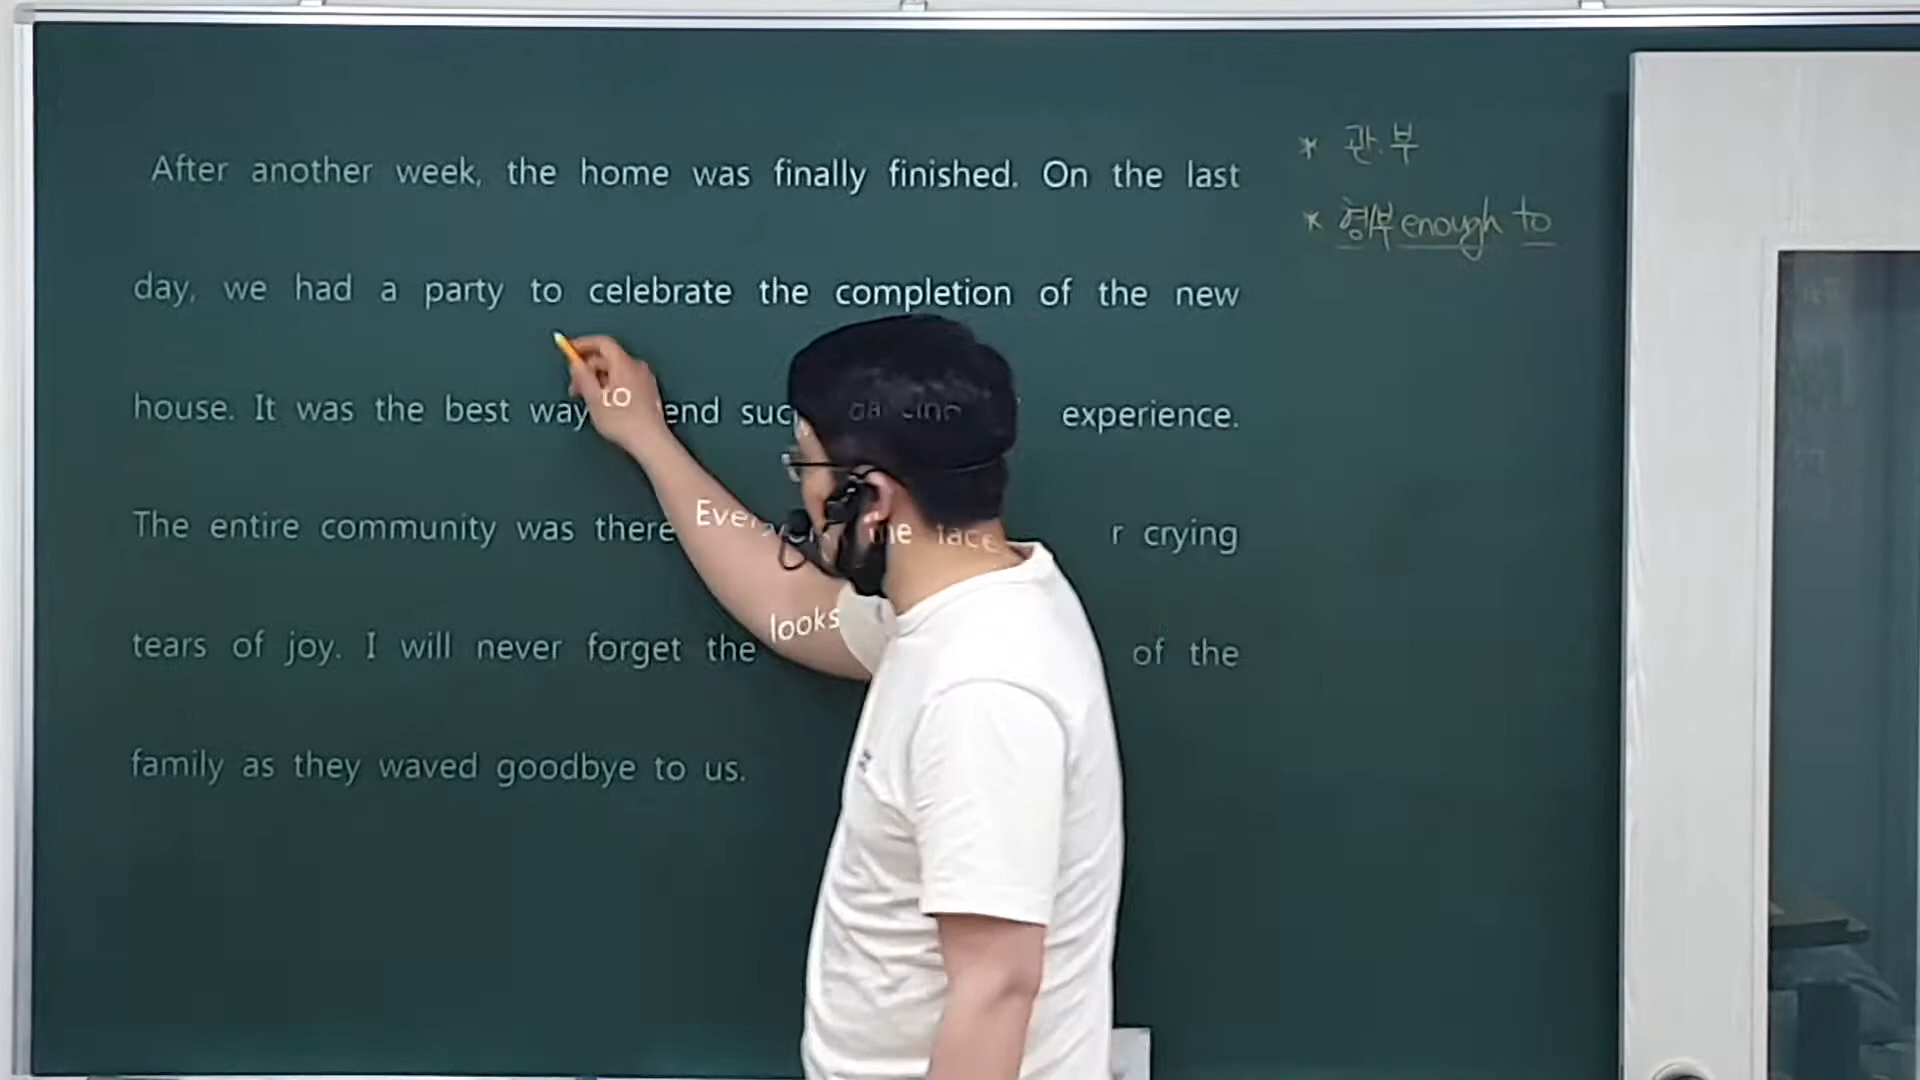 After another week, the home was finally finished. On the last
day, we had a party to celebrate the completion of the new
house. It was the best way to end such experience.
The entire community was there r crying
tears of joy. I will never forget the looks of the
family as they waved goodbye to us.
* 관.부
* 형/부 enough to